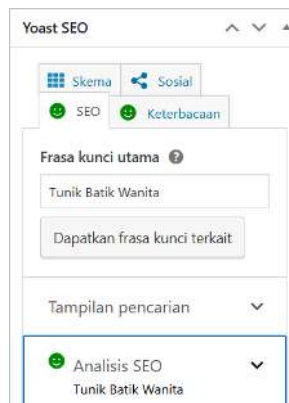 Yoast SEO
Skema
Sosial
SEO
Keterbacaan
Frasa kunci utama
Tunik Batik Wanita
Dapatkan frasa kunci terkait
Tampilan pencarian
Analisis SEO
Tunik Batik Wanita